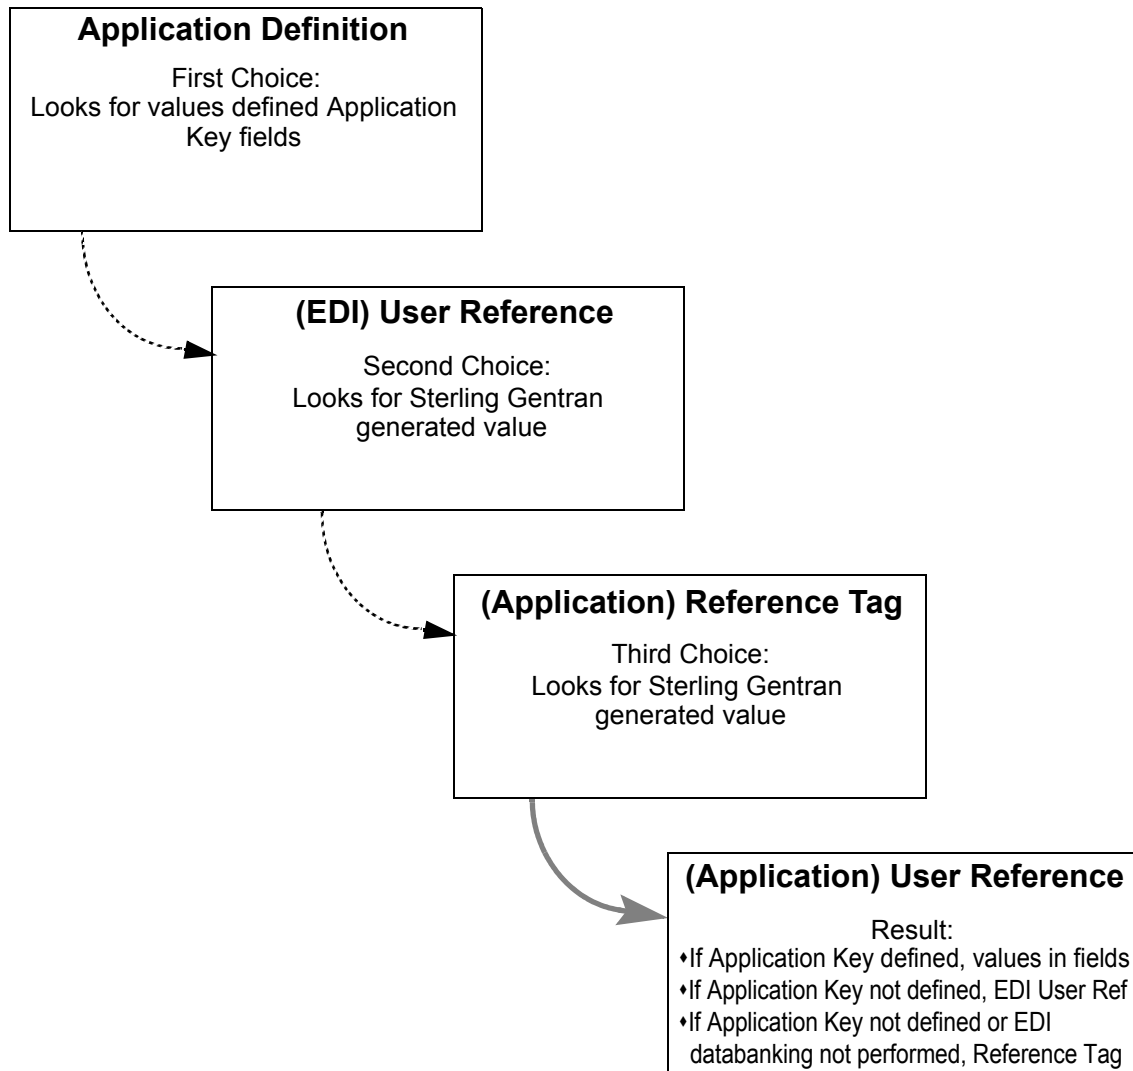 Application Definition
First Choice:
Looks for values defined Application
Key fields
(EDI) User Reference
Second Choice:
Looks for Sterling Gentran
generated value
(Application) Reference Tag
Third Choice:
Looks for Sterling Gentran
generated value
(Application) User Reference
Result:
♦If Application Key defined, values in fields
♦If Application Key not defined, EDI User Ref
♦If Application Key not defined or EDI
databanking not performed, Reference Tag